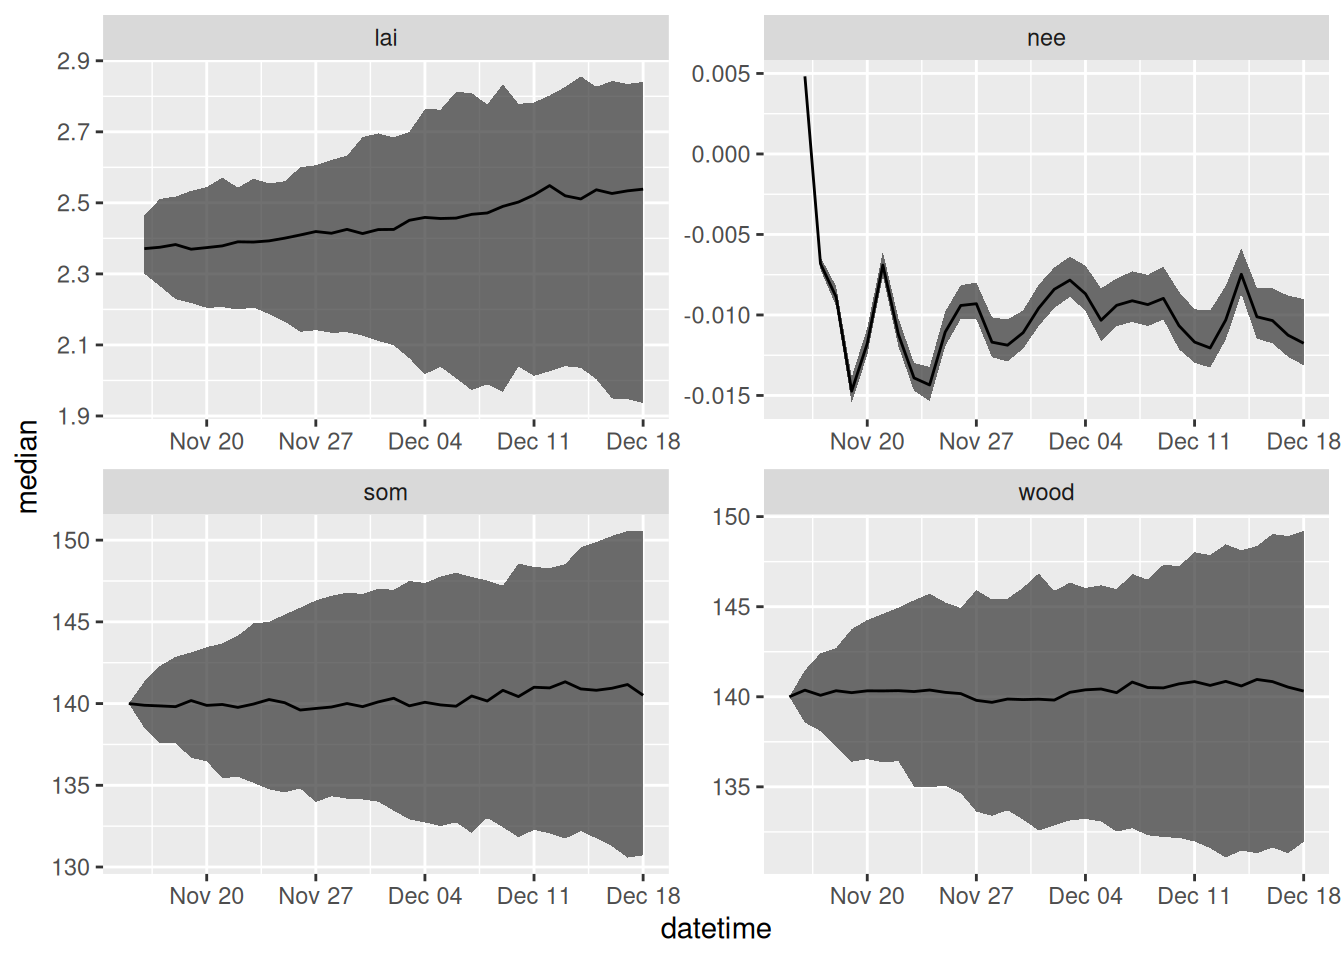 lai
nee
2.9
2.7
2.5
2.3
2.1
1.9
0.005
0.000
-0.005
-0.010
-0.015
Nov 20 Nov 27 Dec 04 Dec 11 Dec 18
Nov 20 Nov 27 Dec 04 Dec 11 Dec 18
median
som
wood
150
145
140
135
130
150
145
140
135
Nov 20 Nov 27 Dec 04 Dec 11 Dec 18
Nov 20 Nov 27 Dec 04 Dec 11 Dec 18
datetime